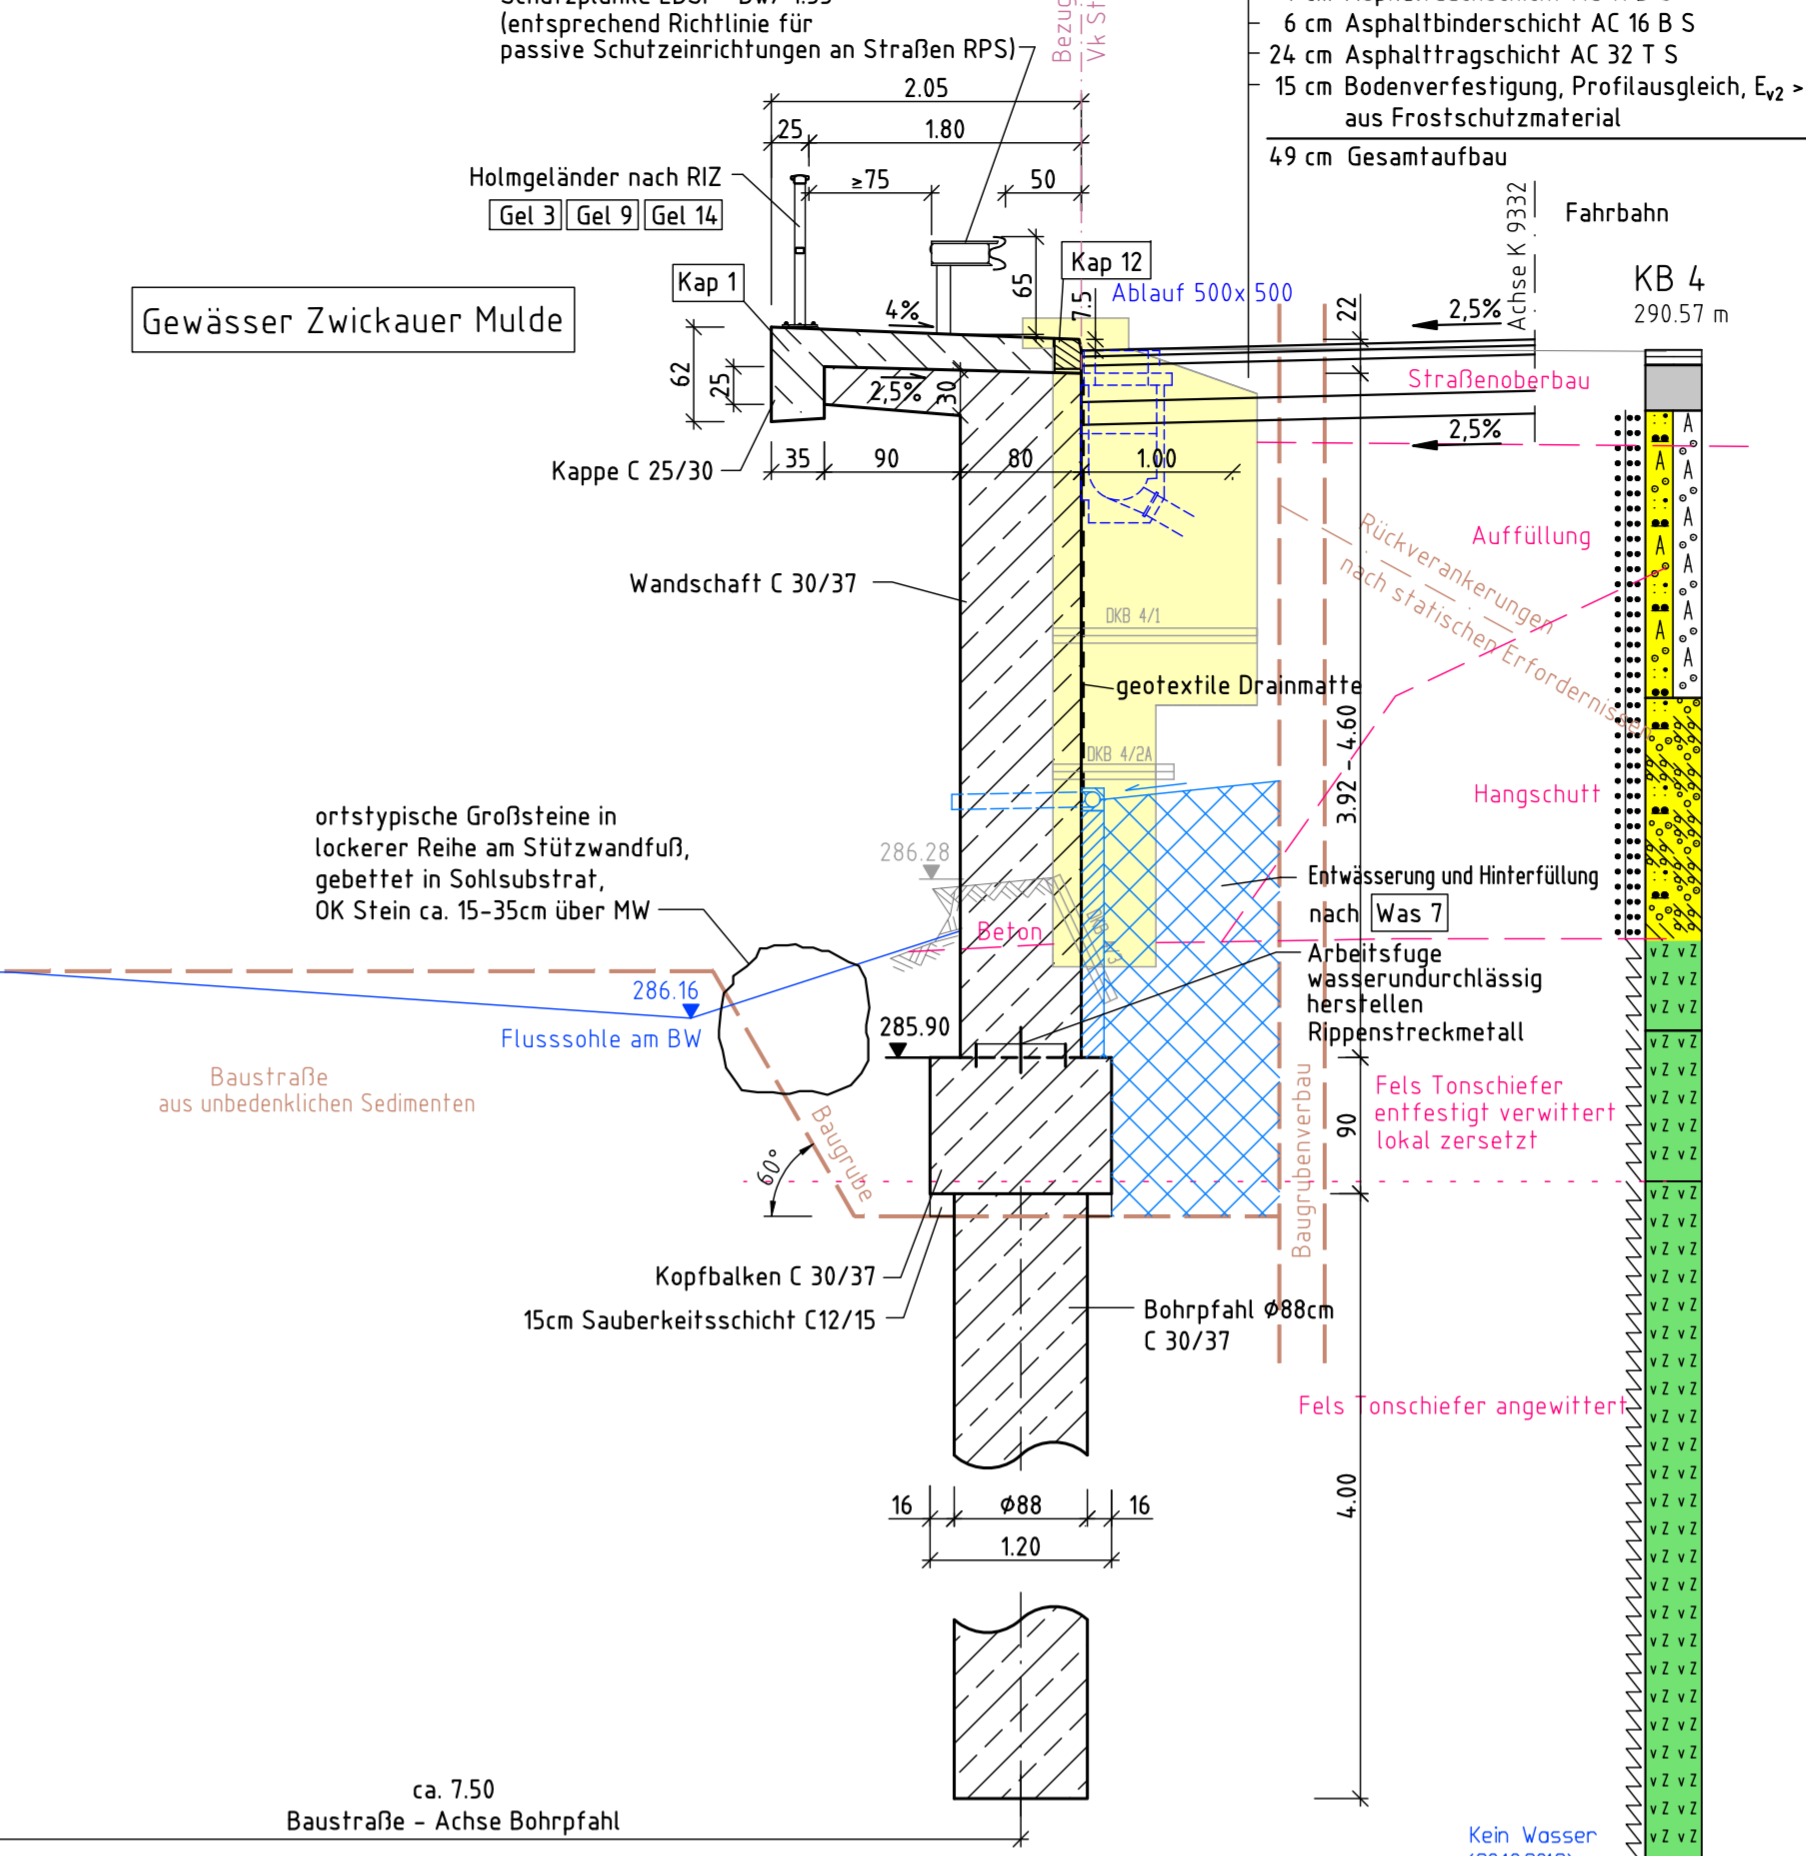 (entsprechend Richtlinie für
passive Schutzeinrichtungen an Straßen RPS)
Bezug
Vk St
6 cm Asphaltbinderschicht AC 16 B S
24 cm Asphalttragschicht AC 32 T S
15 cm Bodenverfestigung, Profilausgleich, Ev2 >
aus Frostschutzmaterial
49 cm Gesamtaufbau
2.05
25
1.80
≥75
50
Holmgeländer nach RIZ
Gel 3 Gel 9 Gel 14
Kap 1
Kap 12
65
7.5
Ablauf 500x500
22
Achse K 9332
Fahrbahn
KB 4
290.57 m
Gewässer Zwickauer Mulde
4%
2,5%
62
25
2,5%
30
Straßenoberbau
2,5%
Kappe C 25/30
35
90
80
1.00
Auffüllung
Rückverankerungen
nach statischen Erfordernissen
Wandschaft C 30/37
DKB 4/1
geotextile Drainmatte
3.92 - 4.60
DKB 4/2A
Hangschutt
ortstypische Großsteine in
lockerer Reihe am Stützwandfuß,
gebettet in Sohlsubstrat,
OK Stein ca. 15-35cm über MW
286.28
Entwässerung und Hinterfüllung
nach Was 7
Beton
Arbeitsfuge
wasserundurchlässig
herstellen
Rippenstreckmetall
286.16
Flusssohle am BW
285.90
Baustraße
aus unbedenklichen Sedimenten
Baugrube
60°
Baugrubenverbau
90
Fels Tonschiefer
entfestigt verwittert
lokal zersetzt
Kopfbalken C 30/37
15cm Sauberkeitsschicht C12/15
Bohrpfahl Ø88cm
C 30/37
Fels Tonschiefer angewittert
16
Ø88
16
1.20
4.00
ca. 7.50
Baustraße - Achse Bohrpfahl
Kein Wasser